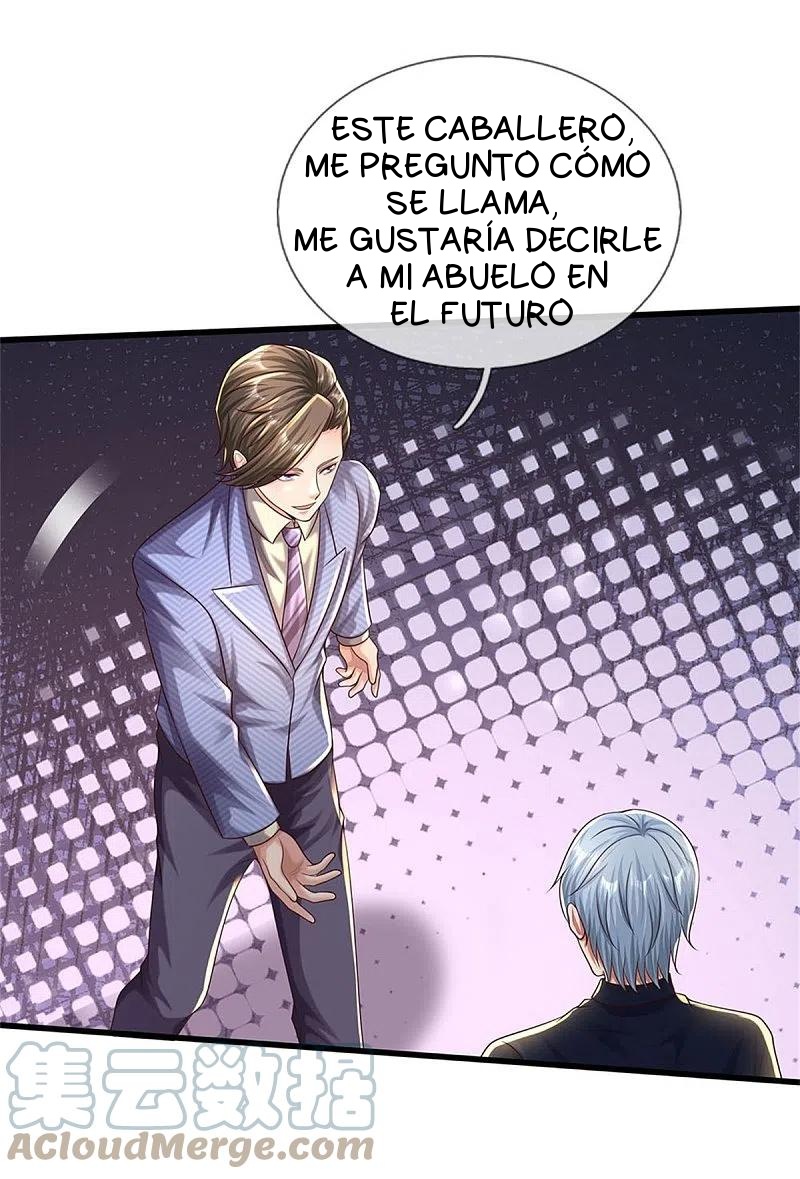 ESTE CABALLERO,
ME PREGUNTO CÓMO
SE LLAMA,
ME GUSTARÍA DECIRLE
A MI ABUELO EN
EL FUTURO
集云数据
ACloudMerge.com